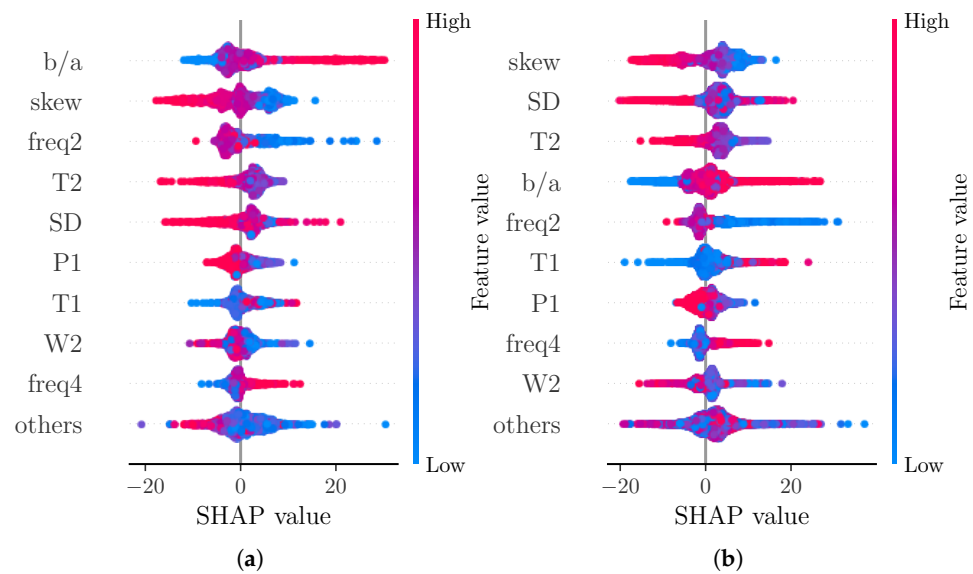 High
b/a
skew
freq2
T2
SD
P1
T1
W2
freq4
others
Feature value
Low
−20 0 20
SHAP value
(a)
High
skew
SD
T2
b/a
freq2
T1
P1
freq4
W2
others
Feature value
Low
−20 0 20
SHAP value
(b)